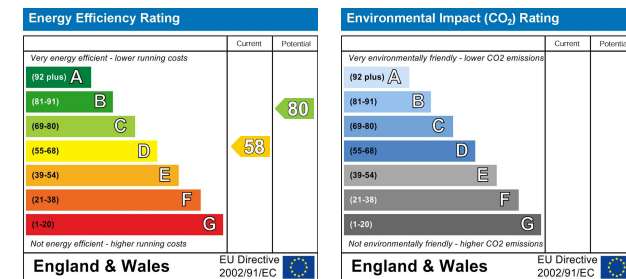 Energy Efficiency Rating
Current Potential
Very energy efficient - lower running costs
(92 plus) A
(81-91) B
80
(69-80) C
(55-68) D
58
(39-54) E
(21-38) F
(1-20) G
Not energy efficient - higher running costs
England & Wales
EU Directive
2002/91/EC
Environmental Impact (CO2) Rating
Current Potential
Very environmentally friendly - lower CO2 emissions
(92 plus) A
(81-91) B
(69-80) C
(55-68) D
(39-54) E
(21-38) F
(1-20) G
Not environmentally friendly - higher CO2 emissions
England & Wales
EU Directive
2002/91/EC